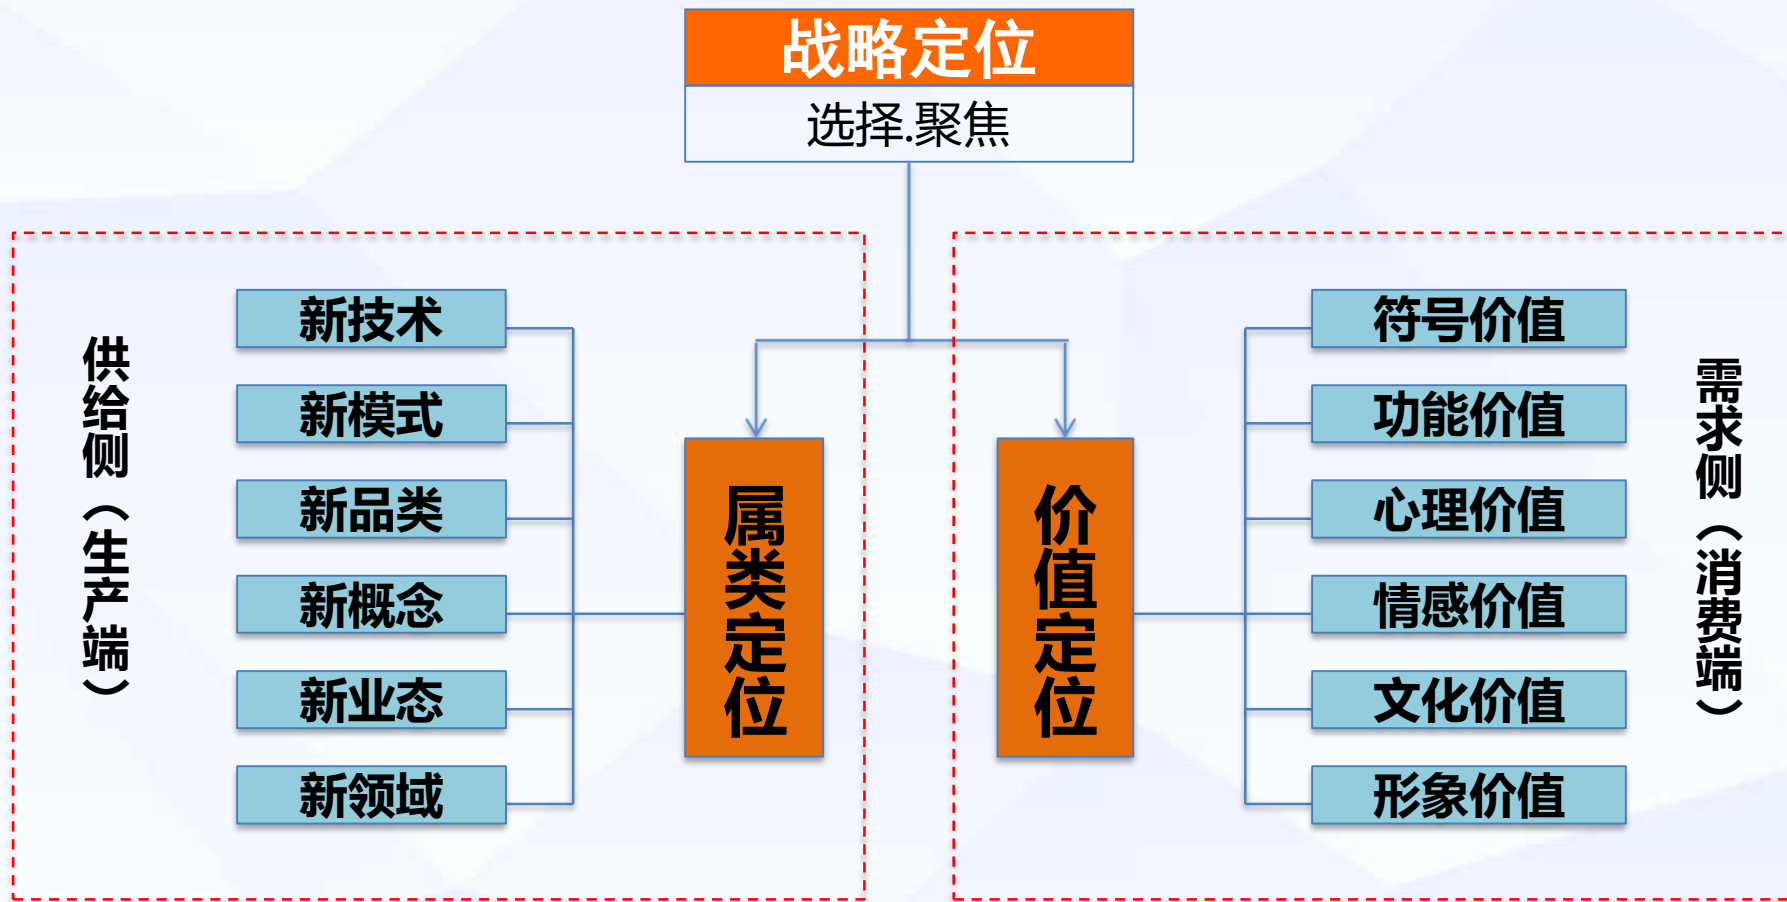 战略定位
选择.聚焦
供给侧（生产端）
新技术
新模式
新品类
新概念
新业态
新领域
属类定位
价值定位
符号价值
功能价值
心理价值
情感价值
文化价值
形象价值
需求侧（消费端）